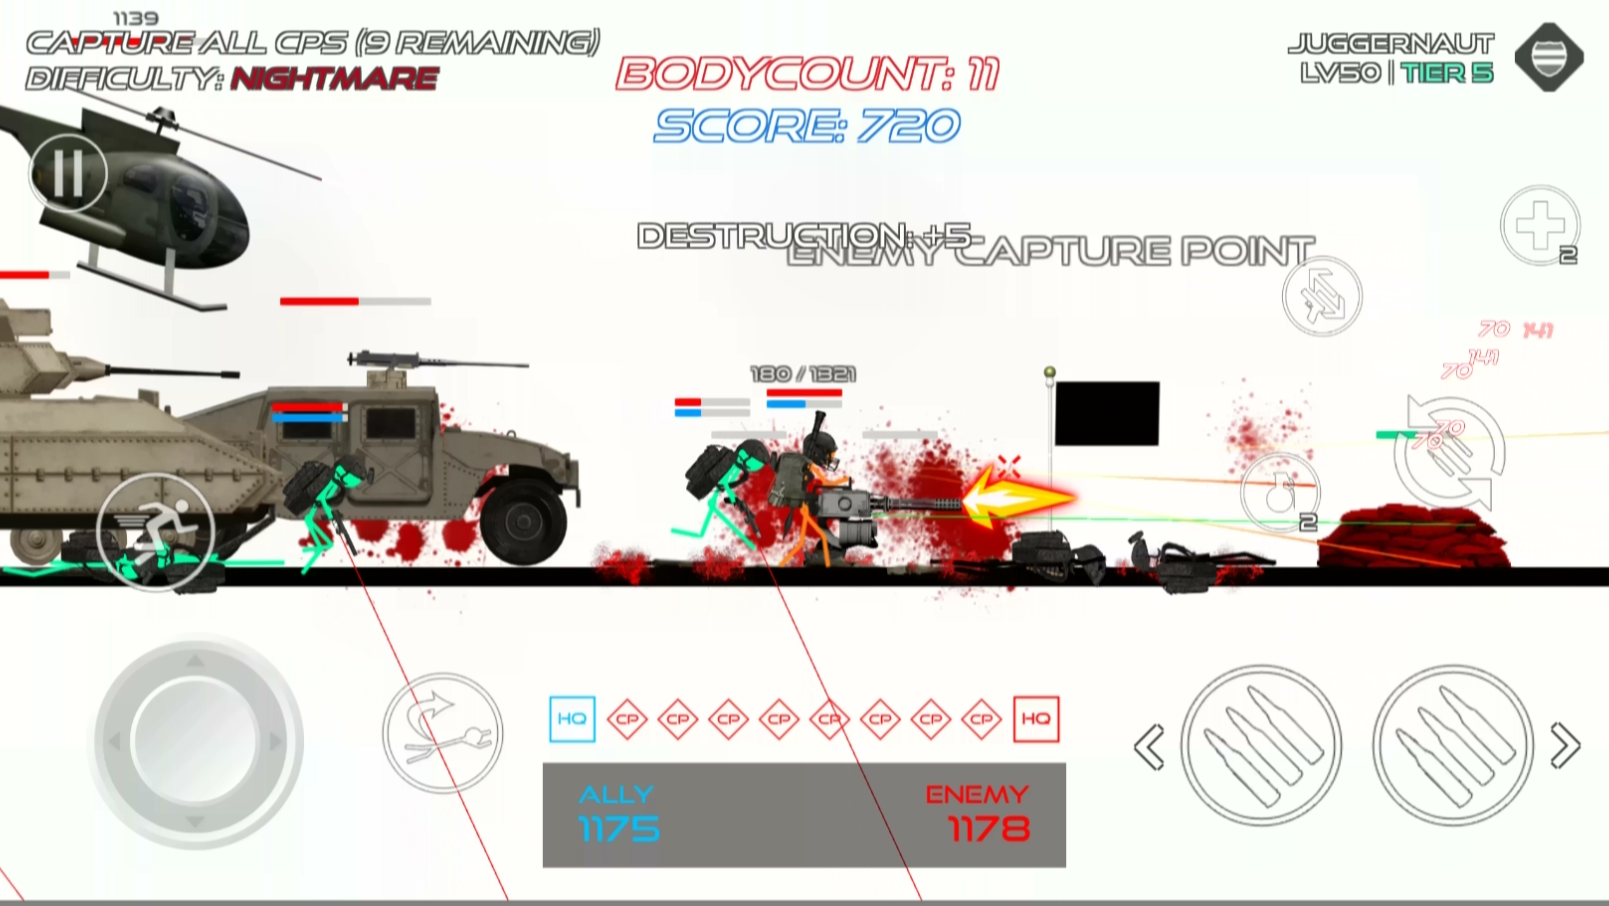 1139
CAPTURE ALL CPS (9 REMAINING)
DIFFICULTY: NIGHTMARE
BODYCOUNT: 11
SCORE: 720
JUGGERNAUT
LV50 | TIER 5
DESTRUCTION: +5
ENEMY CAPTURE POINT
2
70 141
141
70
180 / 1321
70
70
2
HQ CP CP CP CP CP CP CP CP HQ
ALLY ENEMY
1175 1178